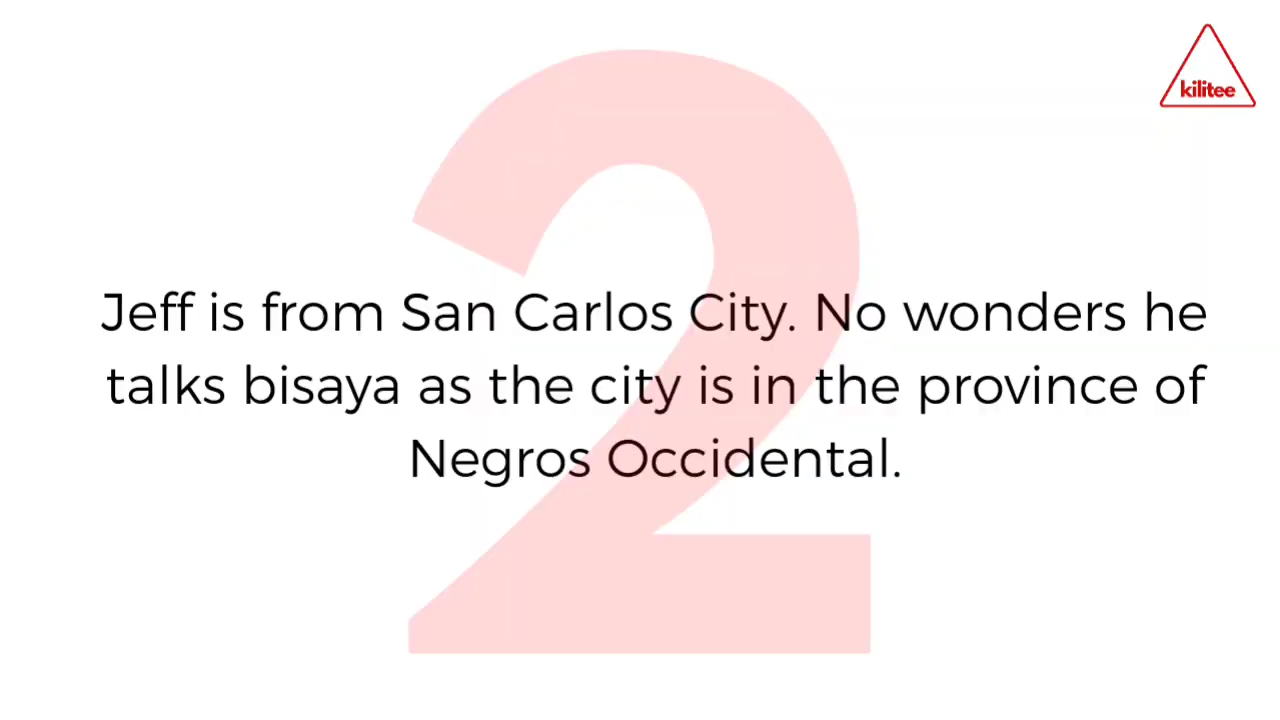 kilitee
2
Jeff is from San Carlos City. No wonders he
talks bisaya as the city is in the province of
Negros Occidental.